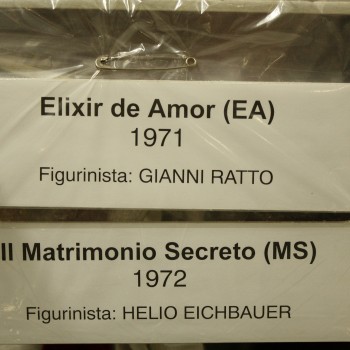 Elixir de Amor (EA)
1971
Figurinista: GIANNI RATTO
Il Matrimonio Secreto (MS)
1972
Figurinista: HELIO EICHBAUER